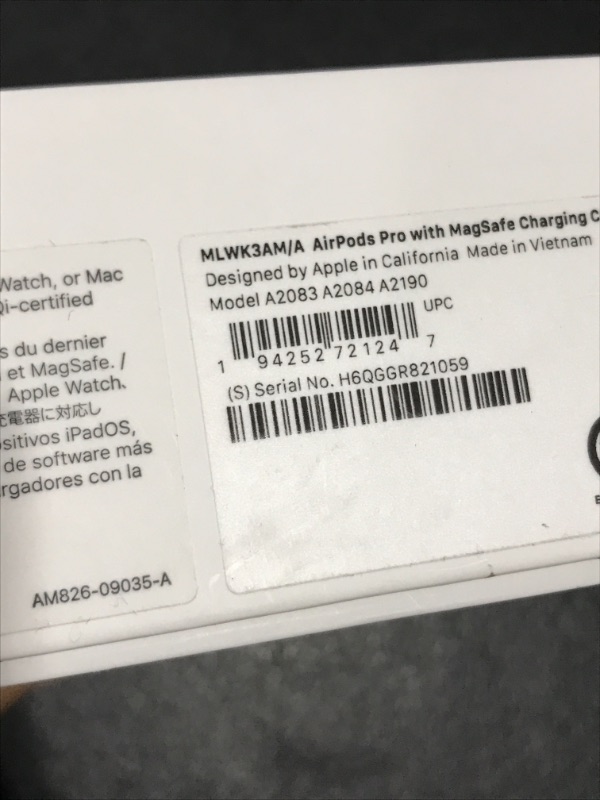 Watch, or Mac
Qi-certified
s du dernier
et MagSafe. /
Apple Watch、
充電器に対応し
ositivos iPadOS,
de software más
rgadores con la
AM826-09035-A
MLWK3AM/A AirPods Pro with MagSafe Charging C
Designed by Apple in California Made in Vietnam
Model A2083 A2084 A2190
UPC
1 94252 72124 7
(S) Serial No. H6QGGR821059